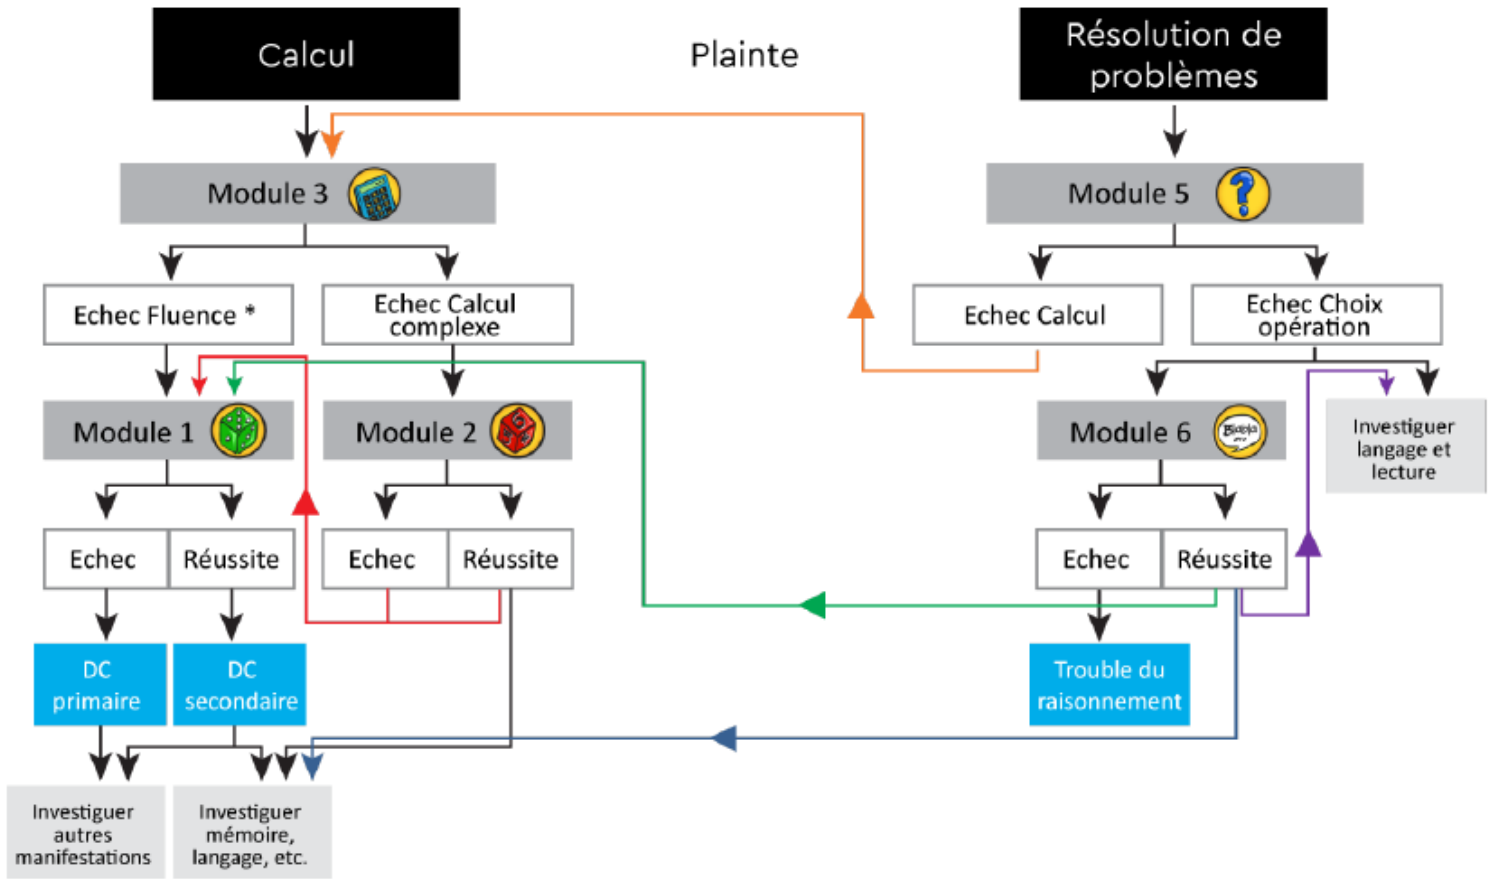 Calcul
Plainte
Résolution de
problèmes
Module 3
Module 5
Echec Fluence *
Echec Calcul
complexe
Echec Calcul
Echec Choix
opération
Module 1
Module 2
Module 6
Investiguer
langage et
lecture
Echec
Réussite
Echec
Réussite
Echec
Réussite
DC
primaire
DC
secondaire
Trouble du
raisonnement
Investiguer
autres
manifestations
Investiguer
mémoire,
langage, etc.